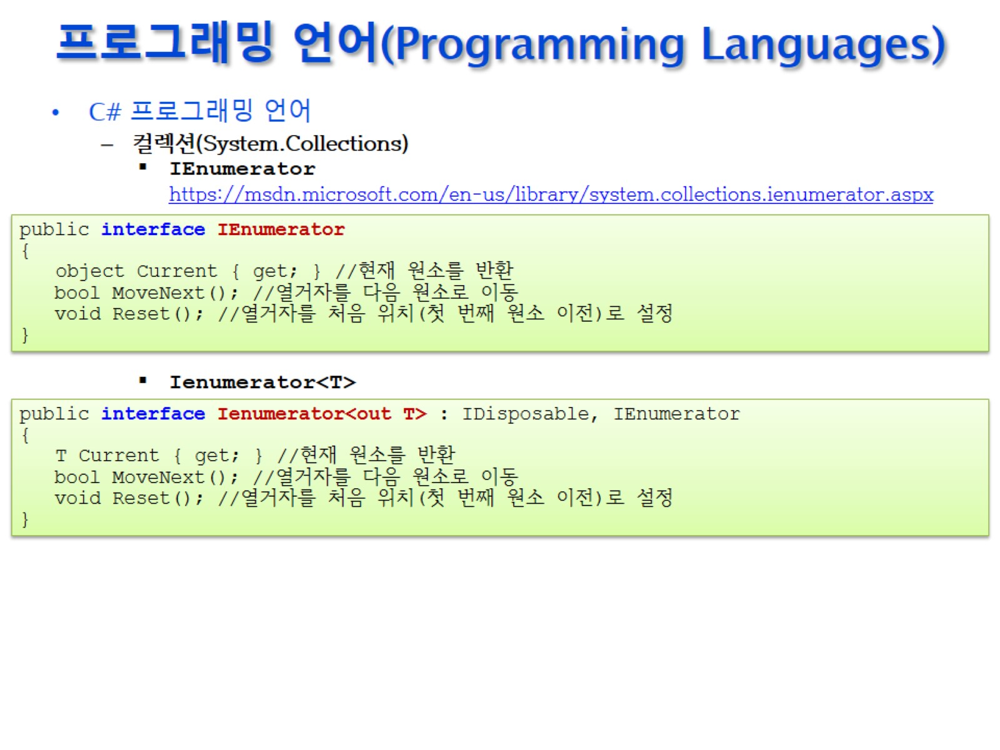 프로그래밍 언어(Programming Languages)
• C# 프로그래밍 언어
– 컬렉션(System.Collections)
▪ IEnumerator
https://msdn.microsoft.com/en-us/library/system.collections.ienumerator.aspx
public interface IEnumerator
{
object Current { get; } //현재 원소를 반환
bool MoveNext(); //열거자를 다음 원소로 이동
void Reset(); //열거자를 처음 위치(첫 번째 원소 이전)로 설정
}
▪ Ienumerator<T>
public interface Ienumerator<out T> : IDisposable, IEnumerator
{
T Current { get; } //현재 원소를 반환
bool MoveNext(); //열거자를 다음 원소로 이동
void Reset(); //열거자를 처음 위치(첫 번째 원소 이전)로 설정
}